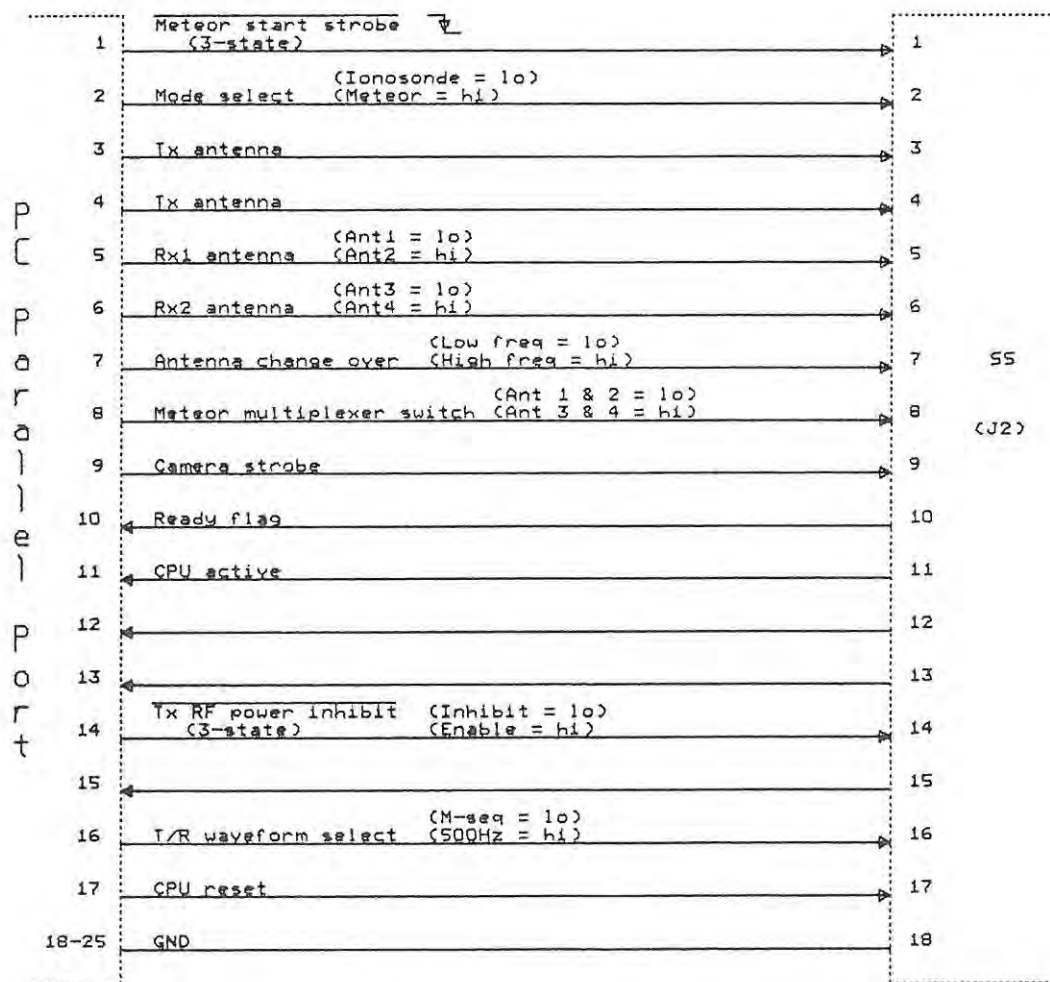 Meteor start strobe
1 (3-state) 1
(Ionosonde = lo)
2 Mode select (Meteor = hi) 2
3 Tx antenna 3
4 Tx antenna 4
(Ant1 = lo)
5 Rx1 antenna (Ant2 = hi) 5
(Ant3 = lo)
6 Rx2 antenna (Ant4 = hi) 6
(Low freq = lo)
7 Antenna change over (High freq = hi) 7
(Ant 1 & 2 = lo)
8 Meteor multiplexer switch (Ant 3 & 4 = hi) 8
9 Camera strobe 9
10 Ready flag 10
11 CPU active 11
12 12
13 13
Tx RF power inhibit (Inhibit = lo)
14 (3-state) (Enable = hi) 14
15 15
(M-seq = lo)
16 T/R waveform select (500Hz = hi) 16
17 CPU reset 17
18-25 GND 18
PC Parallel Port
SS
(J2)